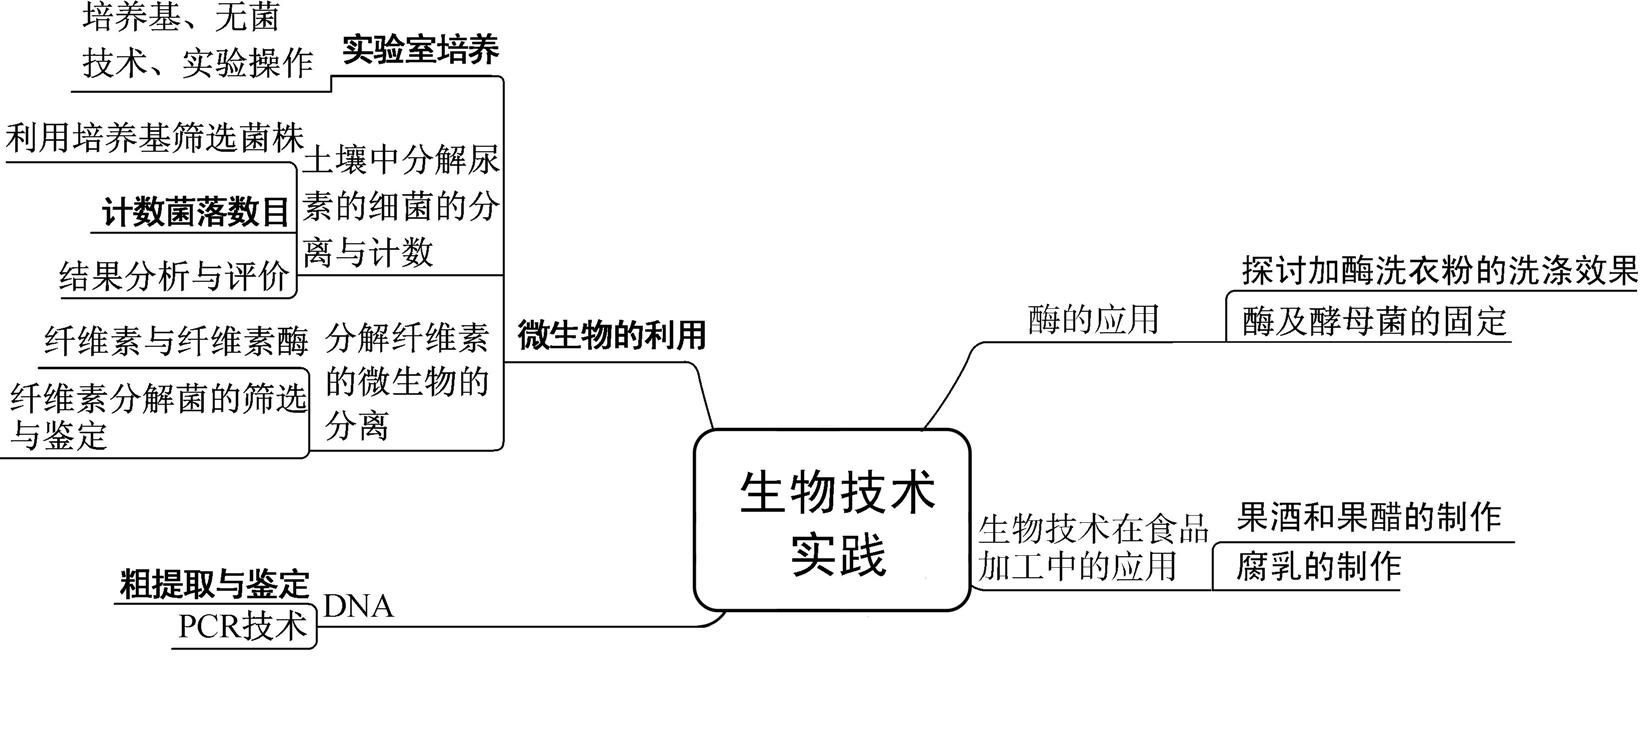 培养基、无菌
技术、实验操作
实验室培养
利用培养基筛选菌株
计数菌落数目
结果分析与评价
土壤中分解尿
素的细菌的分
离与计数
纤维素与纤维素酶
纤维素分解菌的筛选
与鉴定
分解纤维素
的微生物的
分离
微生物的利用
粗提取与鉴定
PCR技术
DNA
生物技术
实践
酶的应用
探讨加酶洗衣粉的洗涤效果
酶及酵母菌的固定
生物技术在食品
加工中的应用
果酒和果醋的制作
腐乳的制作